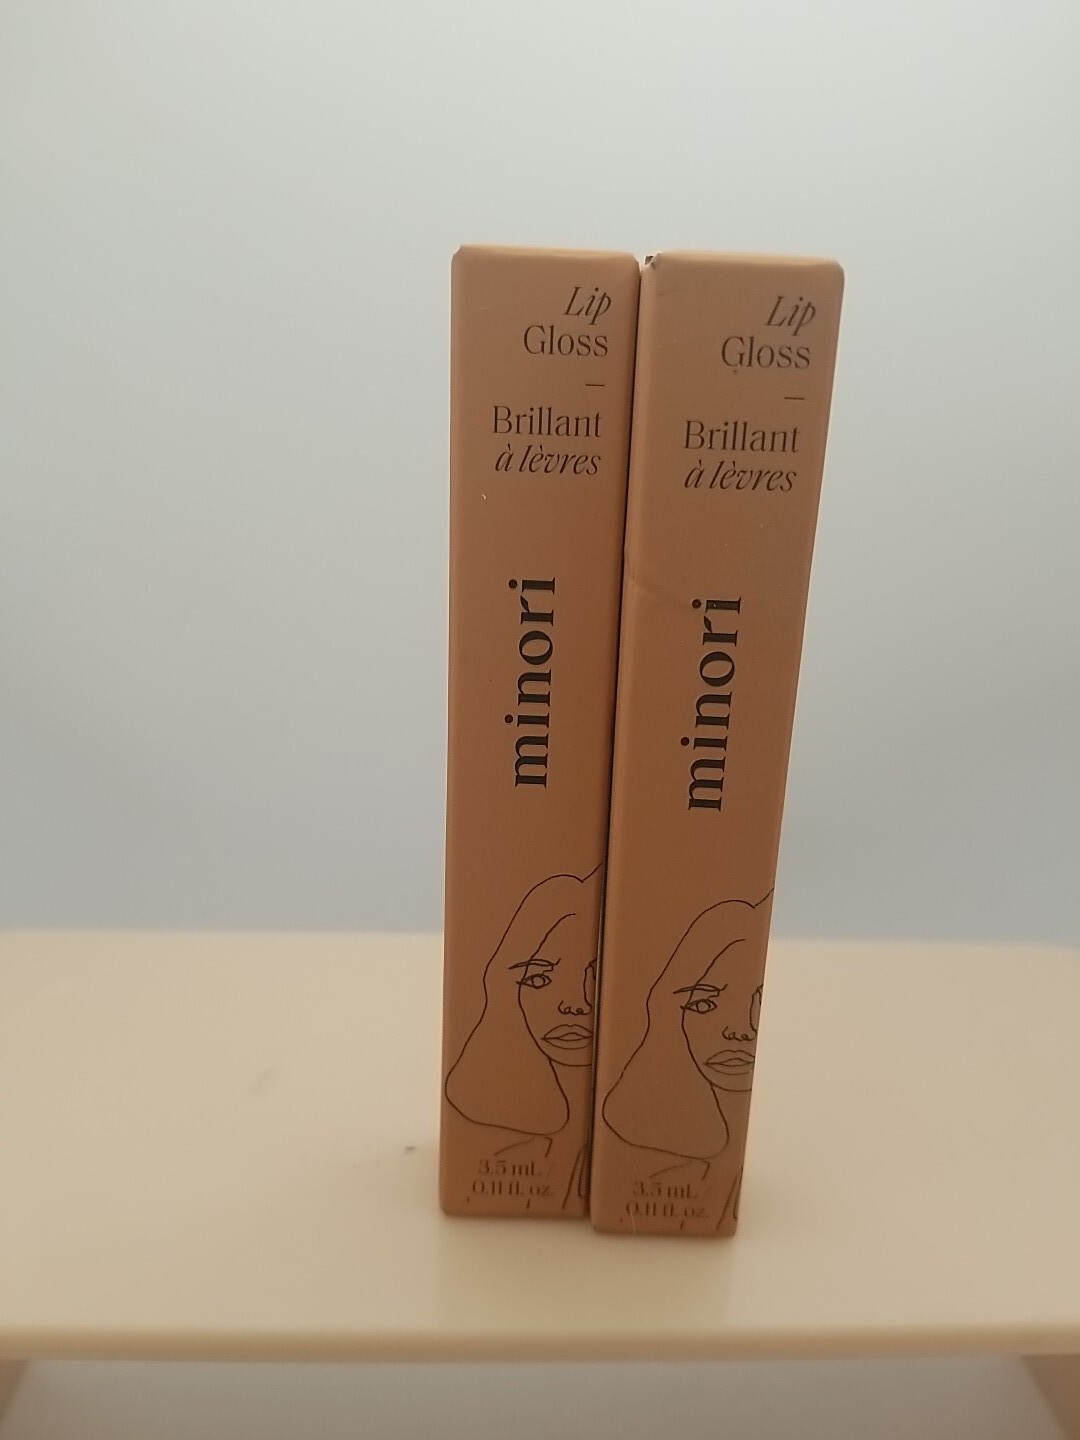 Lip
Gloss
—
Brillant
à lèvres
minori
3.5 mL /
0.11 fl. oz.
Lip
Gloss
—
Brillant
à lèvres
minori
3.5 mL /
0.11 fl. oz.